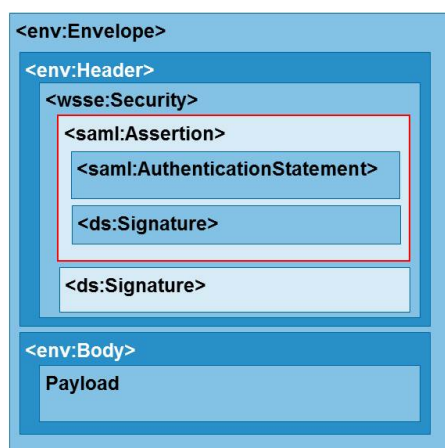 <env:Envelope>
<env:Header>
<wsse:Security>
<saml:Assertion>
<saml:AuthenticationStatement>
<ds:Signature>
<ds:Signature>
<env:Body>
Payload